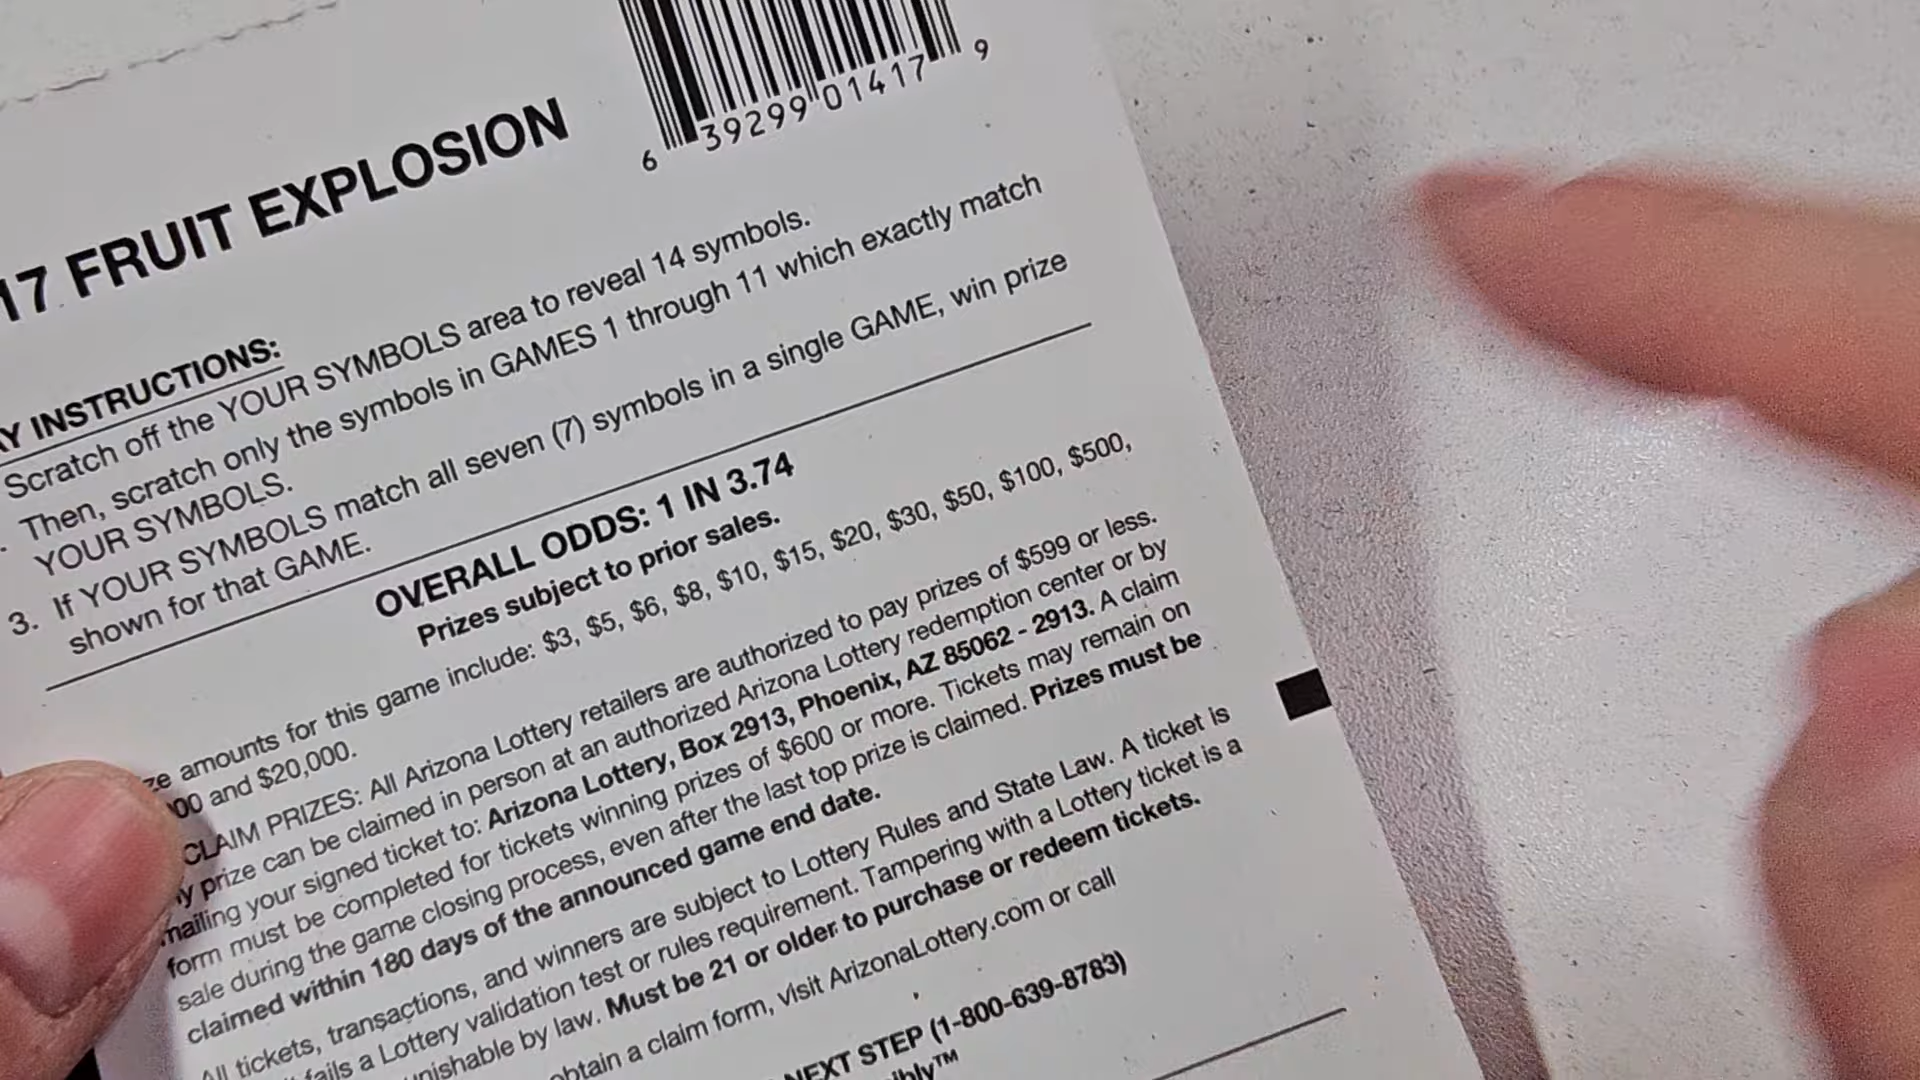 6 39299 01417 9
17 FRUIT EXPLOSION
INSTRUCTIONS:
Scratch off the YOUR SYMBOLS area to reveal 14 symbols.
Then, scratch only the symbols in GAMES 1 through 11 which exactly match
YOUR SYMBOLS.
3. If YOUR SYMBOLS match all seven (7) symbols in a single GAME, win prize
shown for that GAME.
OVERALL ODDS: 1 IN 3.74
Prizes subject to prior sales.
amounts for this game include: $3, $5, $6, $8, $10, $15, $20, $30, $50, $100, $500,
and $20,000.
CLAIM PRIZES: All Arizona Lottery retailers are authorized to pay prizes of $599 or less.
prize can be claimed in person at an authorized Arizona Lottery redemption center or by
mailing your signed ticket to: Arizona Lottery, Box 2913, Phoenix, AZ 85062 - 2913. A claim
form must be completed for tickets winning prizes of $600 or more. Tickets may remain on
sale during the game closing process, even after the last top prize is claimed. Prizes must be
claimed within 180 days of the announced game end date.
All tickets, transactions, and winners are subject to Lottery Rules and State Law. A ticket is
fails a Lottery validation test or rules requirement. Tampering with a Lottery ticket is a
by law. Must be 21 or older to purchase or redeem tickets.
obtain a claim form, visit ArizonaLottery.com or call
NEXT STEP (1-800-639-8783)